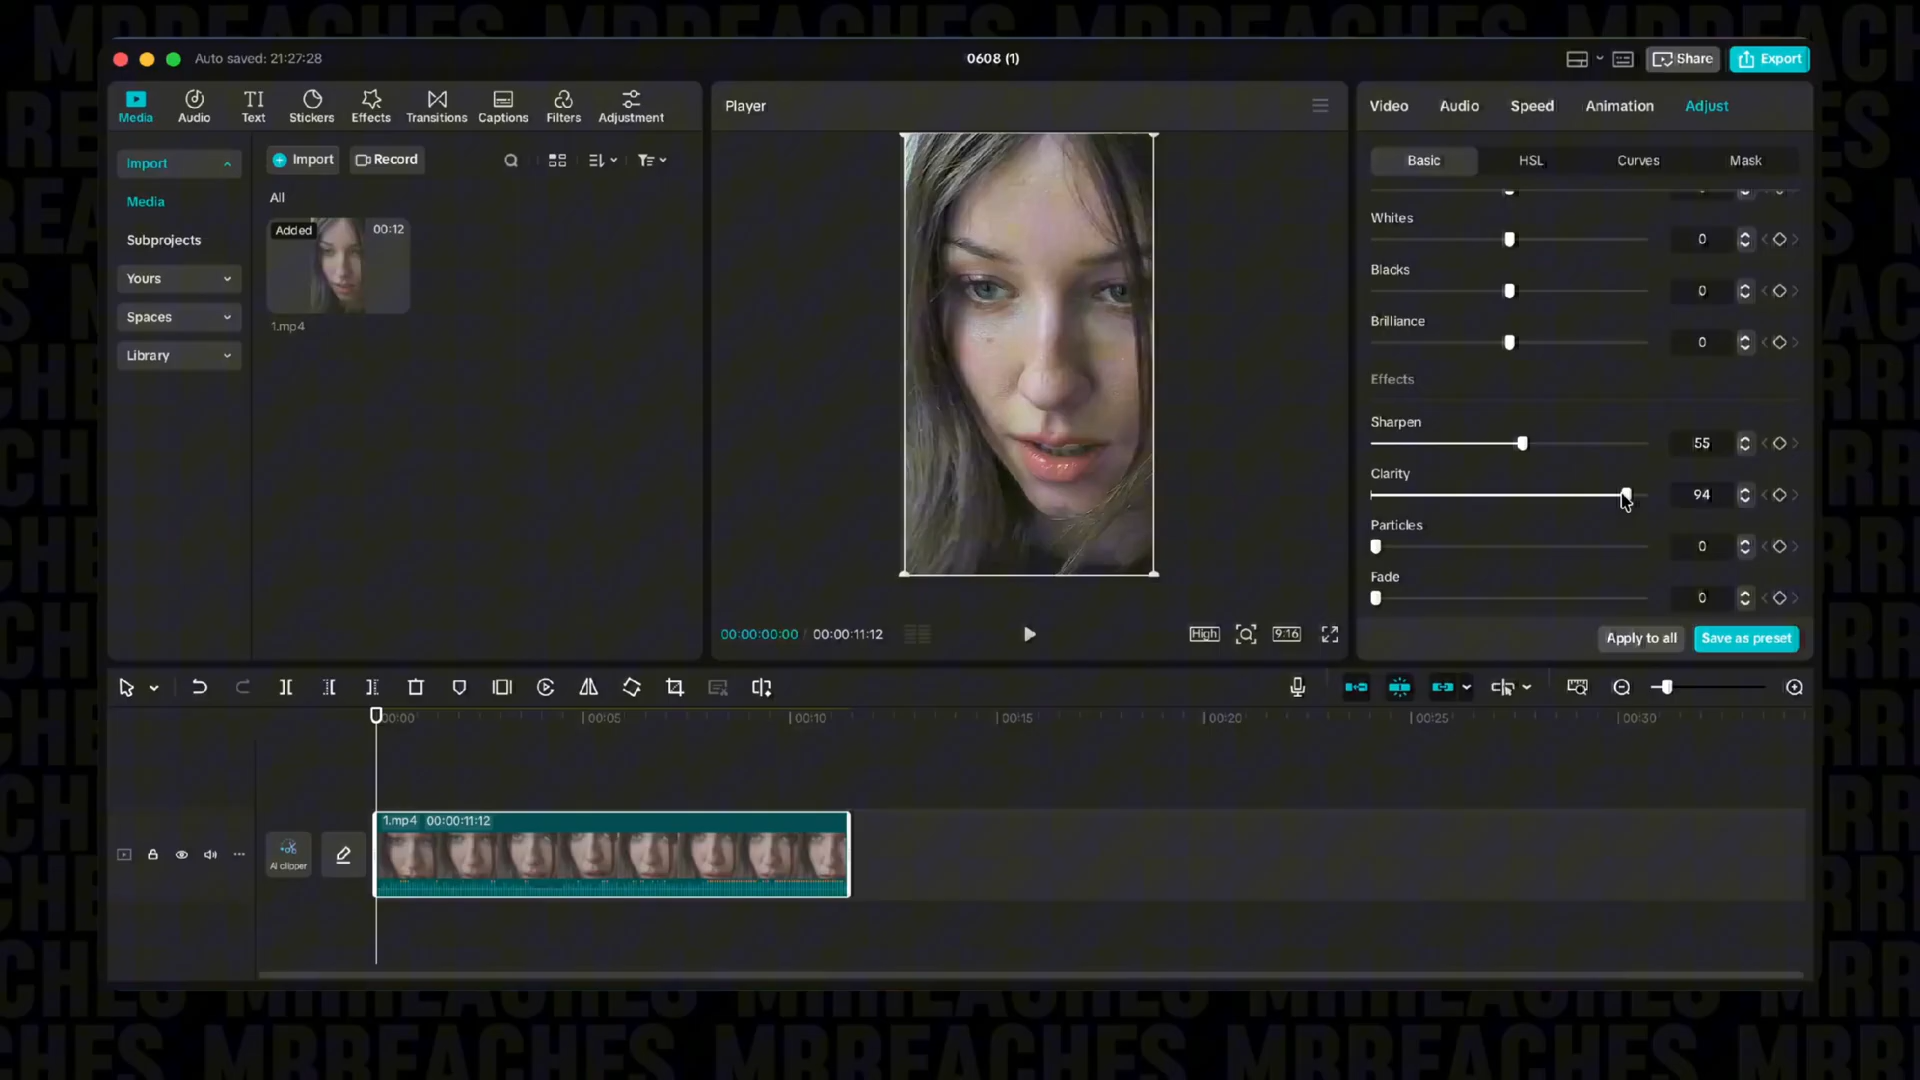 MRREACHES MRREACHES MRREACHES MRREACHES
Auto saved: 21:27:28
0608 (1)
Share
Export
Media
Audio
Text
Stickers
Effects
Transitions
Captions
Filters
Adjustment
Import
Media
Subprojects
Yours
Spaces
Library
Import
Record
All
Added
00:12
1.mp4
Player
00:00:00:00 / 00:00:11:12
High
9:16
Video
Audio
Speed
Animation
Adjust
Basic
HSL
Curves
Mask
Whites
0
Blacks
0
Brilliance
0
Effects
Sharpen
55
Clarity
94
Particles
0
Fade
0
Apply to all
Save as preset
00:00
00:05
00:10
00:15
00:20
00:25
00:30
AI clipper
1.mp4 00:00:11:12